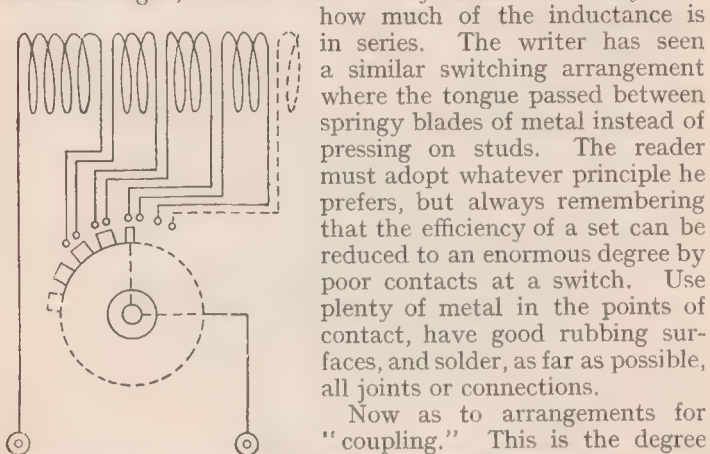 how much of the inductance is
in series. The writer has seen
a similar switching arrangement
where the tongue passed between
springy blades of metal instead of
pressing on studs. The reader
must adopt whatever principle he
prefers, but always remembering
that the efficiency of a set can be
reduced to an enormous degree by
poor contacts at a switch. Use
plenty of metal in the points of
contact, have good rubbing sur-
faces, and solder, as far as possible,
all joints or connections.
Now as to arrangements for
"coupling." This is the degree